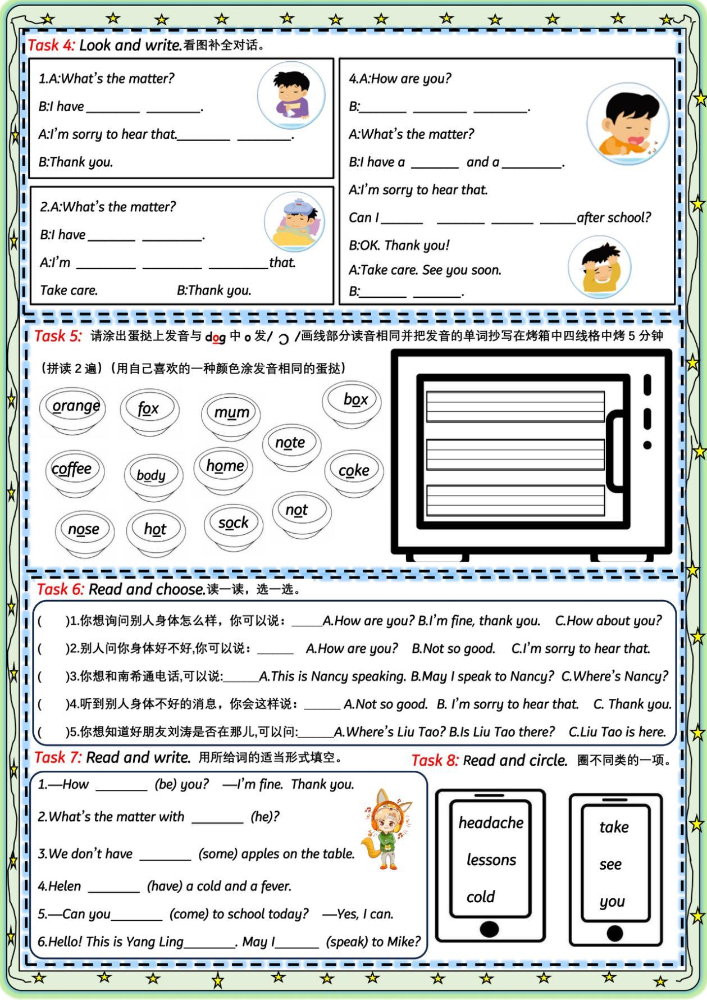 Task 4: Look and write.看图补全对话。
1.A:What's the matter?
B:I have ________ ________.
A:I'm sorry to hear that.________ ________.
B:Thank you.
2.A:What's the matter?
B:I have _______ _________.
A:I'm _________ _________ _________that.
Take care. B:Thank you.
4.A:How are you?
B:_______ ________ ________.
A:What's the matter?
B:I have a _______ and a _________.
A:I'm sorry to hear that.
Can I ______ _______ ______ _____after school?
B:OK. Thank you!
A:Take care. See you soon.
B:_______ _______.
Task 5: 请涂出蛋挞上发音与 dog 中 o 发/ Ɔ /画线部分读音相同并把发音的单词抄写在烤箱中四线格中烤 5 分钟
（拼读 2 遍）（用自己喜欢的一种颜色涂发音相同的蛋挞）
orange
fox
mum
box
note
coffee
body
home
coke
nose
hot
sock
not
Task 6: Read and choose.读一读，选一选。
( )1.你想询问别人身体怎么样，你可以说：_____A.How are you? B.I'm fine, thank you. C.How about you?
( )2.别人问你身体好不好,你可以说：______ A.How are you? B.Not so good. C.I'm sorry to hear that.
( )3.你想和南希通电话,可以说:______A.This is Nancy speaking. B.May I speak to Nancy? C.Where's Nancy?
( )4.听到别人身体不好的消息，你会这样说：______ A.Not so good. B. I'm sorry to hear that. C. Thank you.
( )5.你想知道好朋友刘涛是否在那儿,可以问:______A.Where's Liu Tao? B.Is Liu Tao there? C.Liu Tao is here.
Task 7: Read and write. 用所给词的适当形式填空。
1.—How _______ (be) you? —I'm fine. Thank you.
2.What's the matter with _______ (he)?
3.We don't have _______ (some) apples on the table.
4.Helen _______ (have) a cold and a fever.
5.—Can you_______ (come) to school today? —Yes, I can.
6.Hello! This is Yang Ling_______. May I______ (speak) to Mike?
Task 8: Read and circle. 圈不同类的一项。
headache
lessons
cold
take
see
you